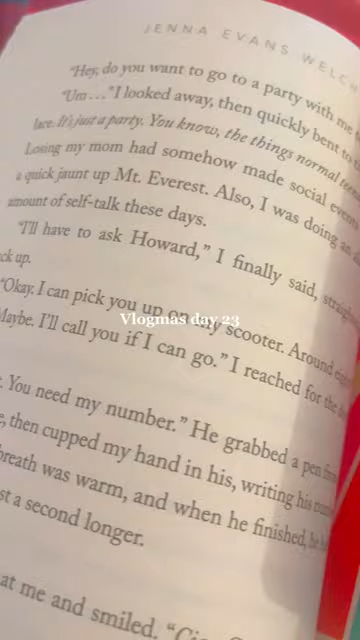 JENNA EVANS WELCH
"Hey, do you want to go to a party with me
"Um . . ." I looked away, then quickly bent to
lace. It's just a party. You know, the things normal
Losing my mom had somehow made social events
a quick jaunt up Mt. Everest. Also, I was doing an
amount of self-talk these days.
"I'll have to ask Howard," I finally said,
ck up.
"Okay. I can pick you up on my scooter. Around
Maybe. I'll call you if I can go." I reached for the
Vlogmas day 23
. You need my number." He grabbed a pen
e, then cupped my hand in his, writing his
breath was warm, and when he finished, he
st a second longer.
at me and smiled.